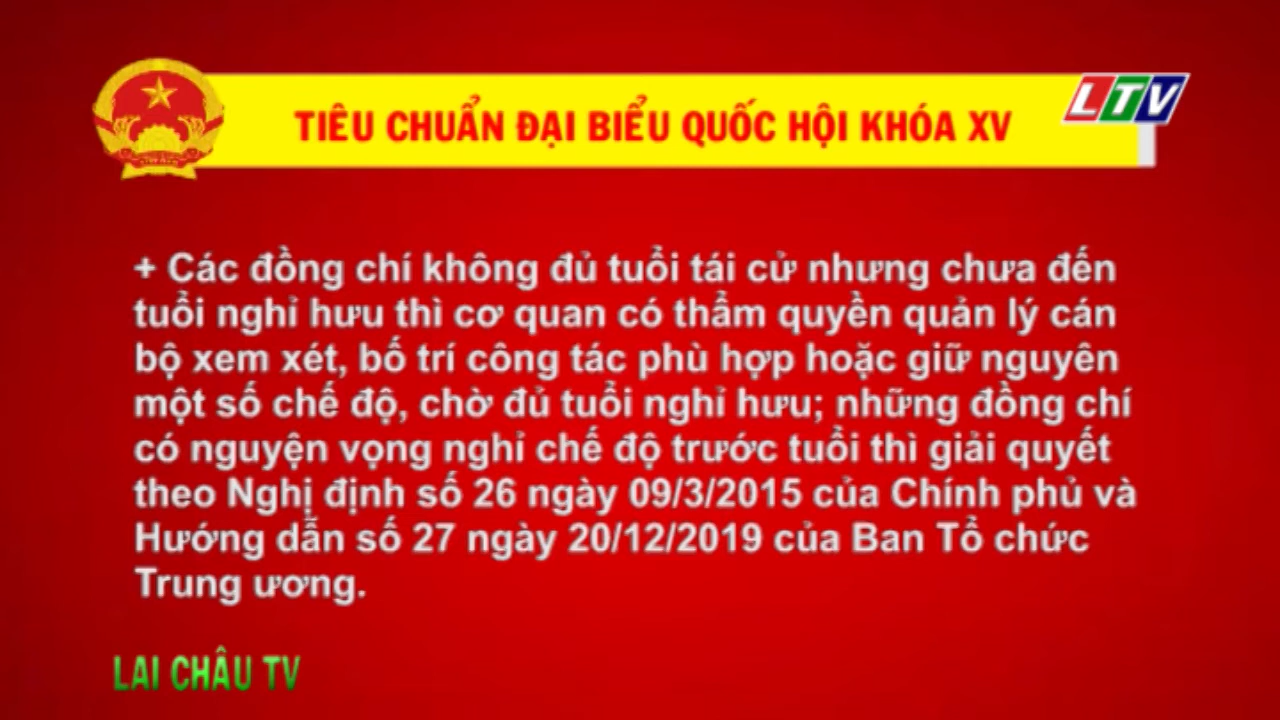 TIÊU CHUẨN ĐẠI BIỂU QUỐC HỘI KHÓA XV
LTV
+ Các đồng chí không đủ tuổi tái cử nhưng chưa đến
tuổi nghỉ hưu thì cơ quan có thẩm quyền quản lý cán
bộ xem xét, bố trí công tác phù hợp hoặc giữ nguyên
một số chế độ, chờ đủ tuổi nghỉ hưu; những đồng chí
có nguyện vọng nghỉ chế độ trước tuổi thì giải quyết
theo Nghị định số 26 ngày 09/3/2015 của Chính phủ và
Hướng dẫn số 27 ngày 20/12/2019 của Ban Tổ chức
Trung ương.
LAI CHÂU TV